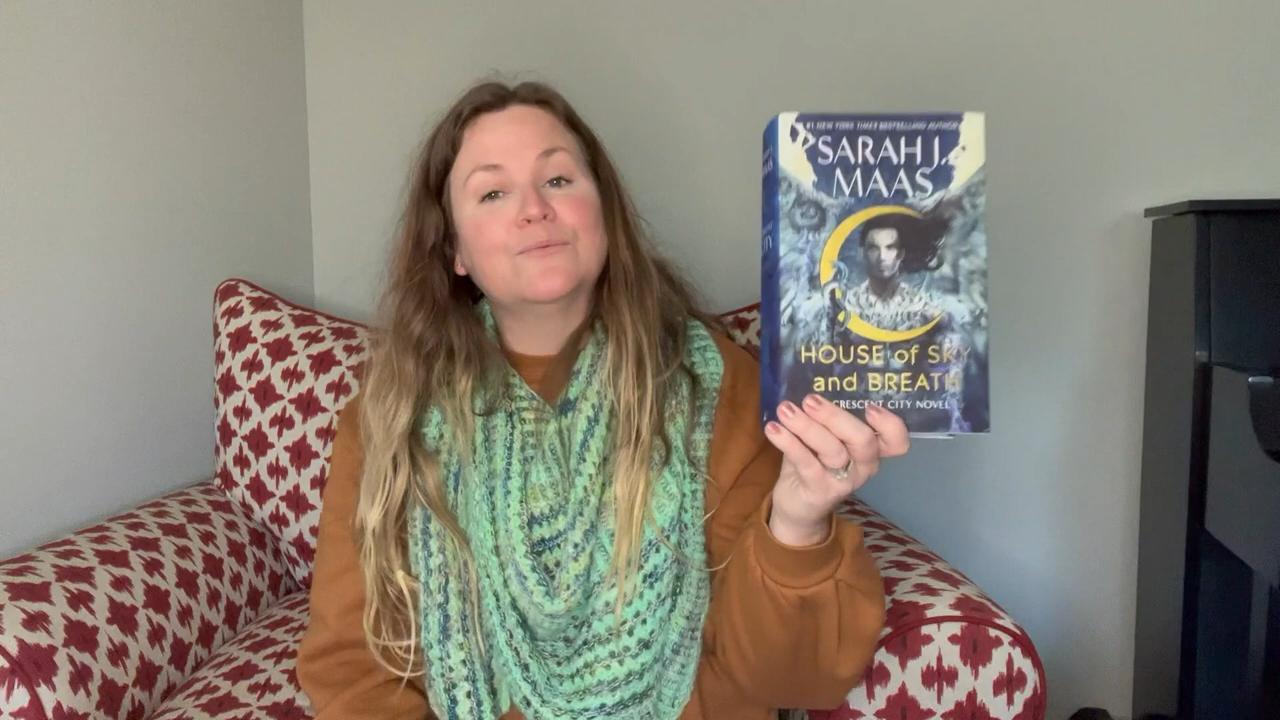 #1 NEW YORK TIMES BESTSELLING AUTHOR
SARAH J.
MAAS
HOUSE of SKY
and BREATH
CRESCENT CITY NOVEL